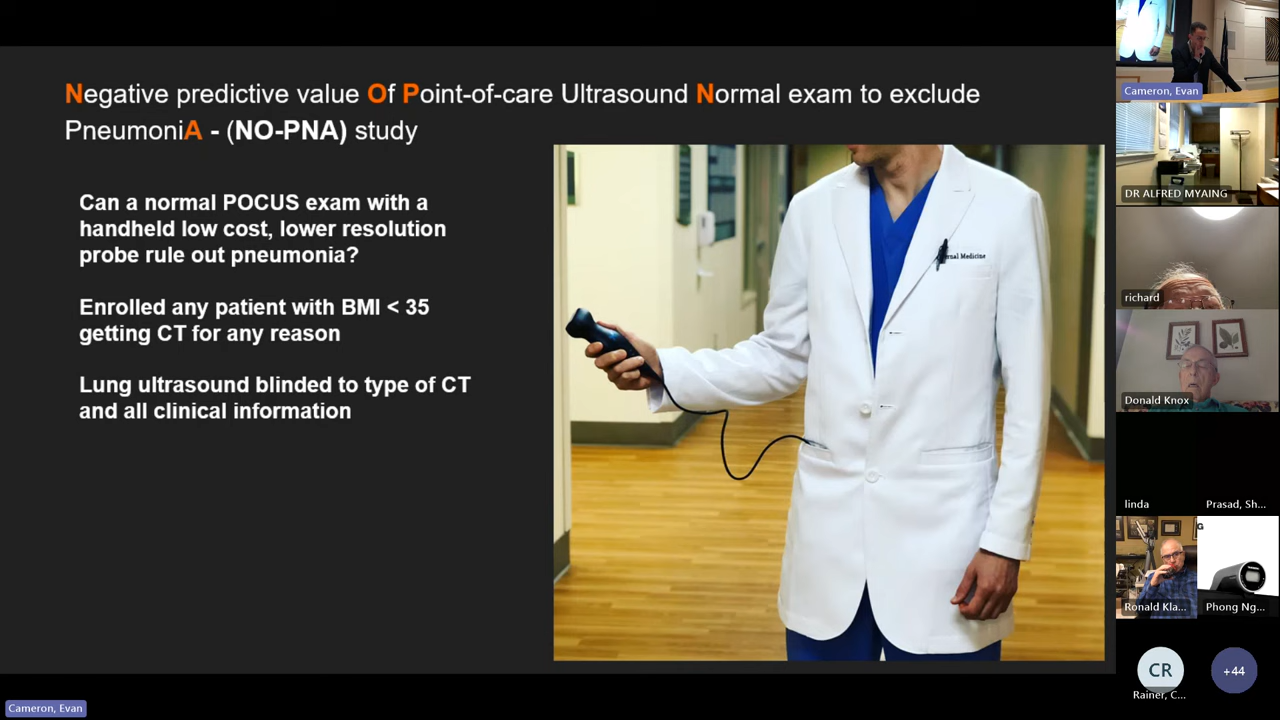 Negative predictive value Of Point-of-care Ultrasound Normal exam to exclude
PneumoniA - (NO-PNA) study
Can a normal POCUS exam with a
handheld low cost, lower resolution
probe rule out pneumonia?
Enrolled any patient with BMI < 35
getting CT for any reason
Lung ultrasound blinded to type of CT
and all clinical information
Medicine
Cameron, Evan
DR ALFRED MYAING
richard
Donald Knox
linda
Prasad, Sh...
G
Ronald Kla...
Phong Ng...
CR
+44
Rainer, C...
Cameron, Evan